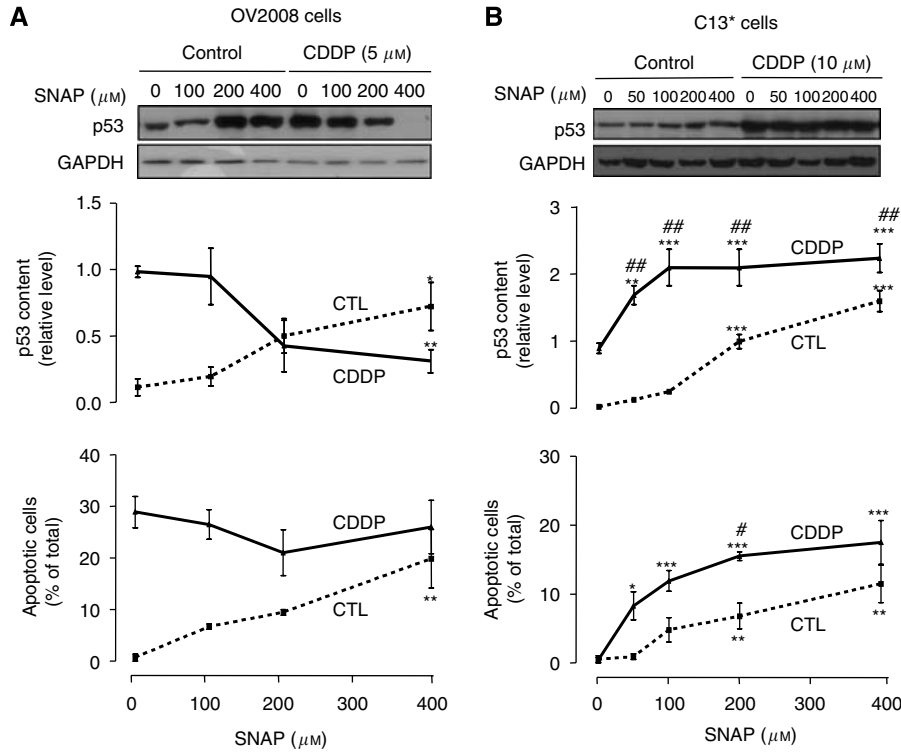 A
OV2008 cells
Control
CDDP (5 μM)
SNAP (μM)
0 100 200 400 0 100 200 400
p53
GAPDH
p53 content
(relative level)
1.5
1.0
0.5
0.0
CTL
CDDP
*
**
Apoptotic cells
(% of total)
40
30
20
10
0
CDDP
CTL
**
0 100 200 300 400
SNAP (μM)
B
C13* cells
Control
CDDP (10 μM)
SNAP (μM)
0 50 100 200 400 0 50 100 200 400
p53
GAPDH
p53 content
(relative level)
3
2
1
0
##
**
##
***
##
***
##
***
CDDP
***
***
CTL
Apoptotic cells
(% of total)
30
20
10
0
*
***
#
***
CDDP
***
**
CTL
**
0 100 200 300 400
SNAP (μM)